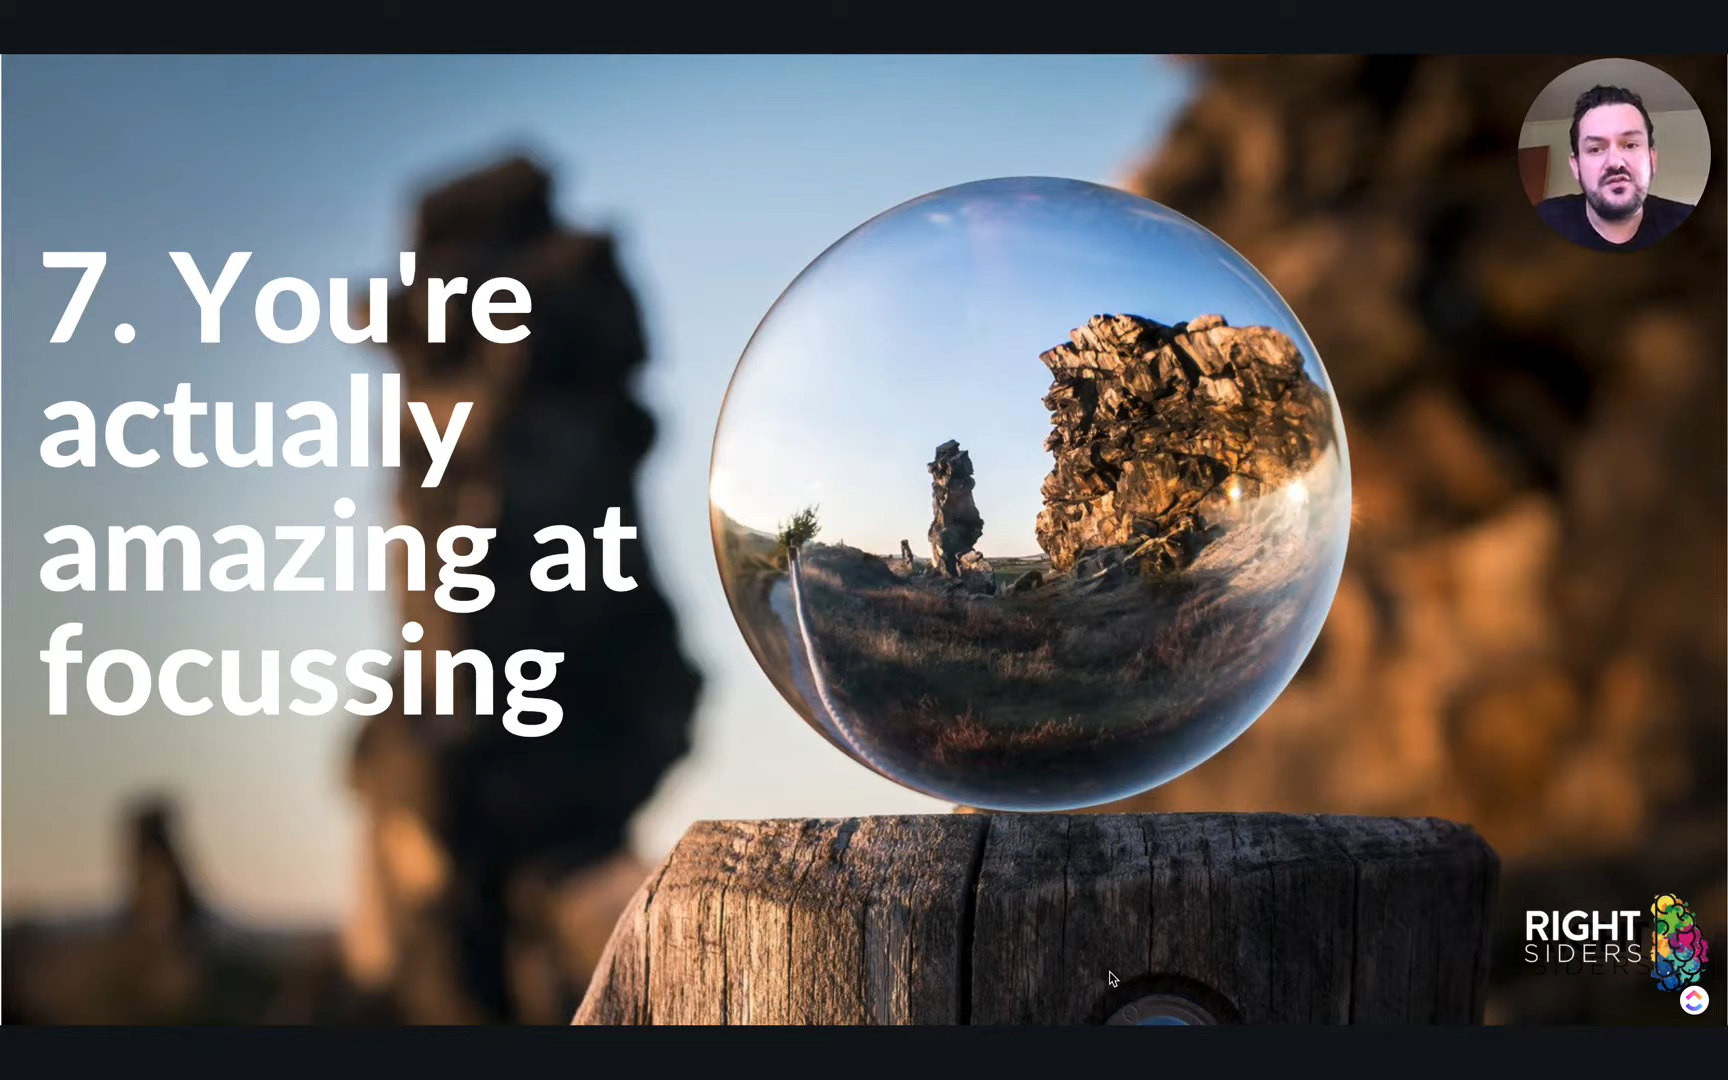 7. You're
actually
amazing at
focussing
RIGHT
SIDERS